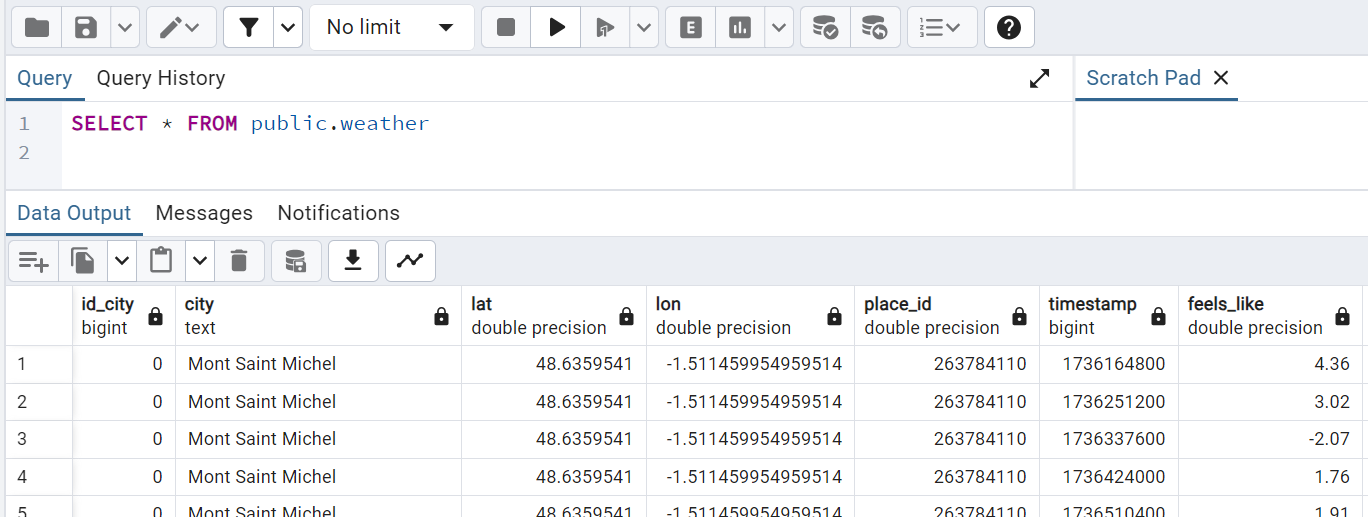 No limit
E
Query Query History Scratch Pad
1 SELECT * FROM public.weather
2
Data Output Messages Notifications
id_city city lat lon place_id timestamp feels_like
bigint text double precision double precision double precision bigint double precision
1 0 Mont Saint Michel 48.6359541 -1.511459954959514 263784110 1736164800 4.36
2 0 Mont Saint Michel 48.6359541 -1.511459954959514 263784110 1736251200 3.02
3 0 Mont Saint Michel 48.6359541 -1.511459954959514 263784110 1736337600 -2.07
4 0 Mont Saint Michel 48.6359541 -1.511459954959514 263784110 1736424000 1.76
5 0 Mont Saint Michel 48.6359541 -1.511459954959514 263784110 1736510400 1.91